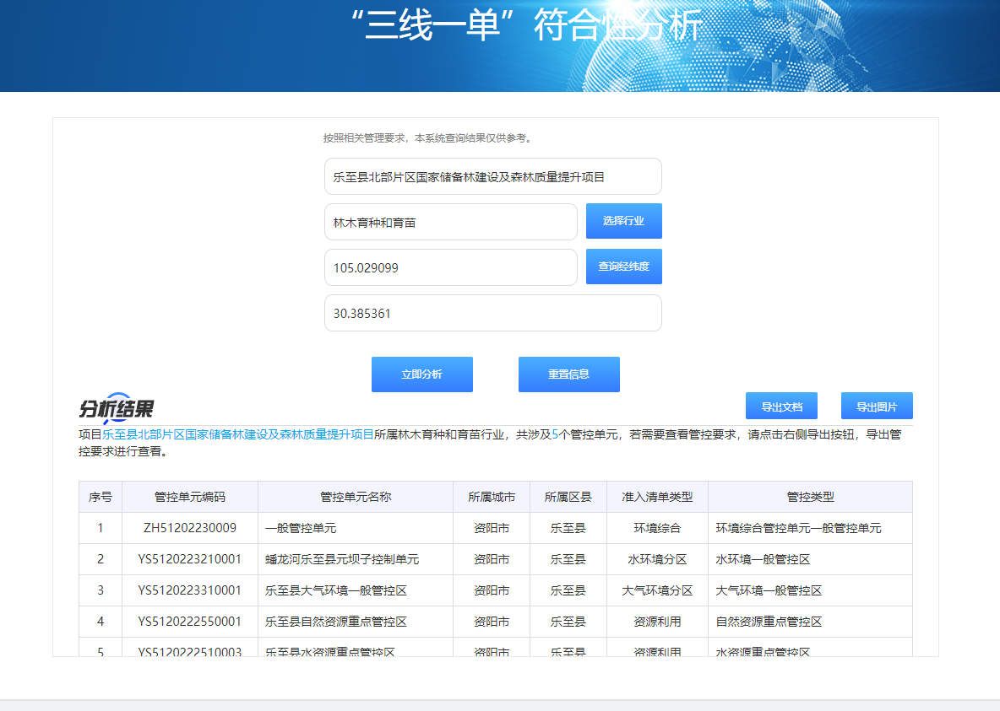 “三线一单”符合性分析
按照相关管理要求，本系统查询结果仅供参考。
乐至县北部片区国家储备林建设及森林质量提升项目
林木育种和育苗 选择行业
105.029099 查询经纬度
30.385361
立即分析 重置信息
分析结果 导出文档 导出图片
项目乐至县北部片区国家储备林建设及森林质量提升项目所属林木育种和育苗行业，共涉及5个管控单元，若需要查看管控要求，请点击右侧导出按钮，导出管
控要求进行查看。
序号 管控单元编码 管控单元名称 所属城市 所属区县 准入清单类型 管控类型
1 ZH51202230009 一般管控单元 资阳市 乐至县 环境综合 环境综合管控单元一般管控单元
2 YS5120223210001 蟠龙河乐至县元坝子控制单元 资阳市 乐至县 水环境分区 水环境一般管控区
3 YS5120223310001 乐至县大气环境一般管控区 资阳市 乐至县 大气环境分区 大气环境一般管控区
4 YS5120222550001 乐至县自然资源重点管控区 资阳市 乐至县 资源利用 自然资源重点管控区
5 YS5120222510003 乐至县水资源重点管控区 资阳市 乐至县 资源利用 水资源重点管控区